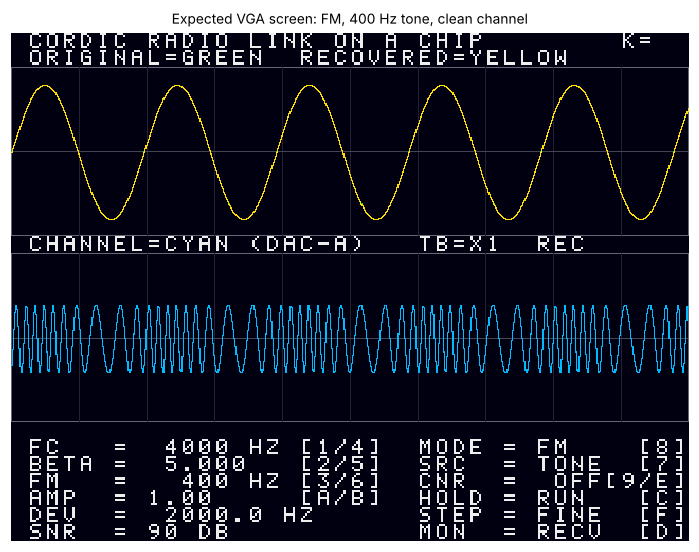 Expected VGA screen: FM, 400 Hz tone, clean channel
CORDIC RADIO LINK ON A CHIP K=
ORIGINAL=GREEN RECOVERED=YELLOW
CHANNEL=CYAN (DAC-A) TB=X1 REC
FC = 4000 HZ [1/4] MODE = FM [8]
BETA = 5.000 [2/5] SRC = TONE [7]
FM = 400 HZ [3/6] CNR = OFF[9/E]
AMP = 1.00 [A/B] HOLD = RUN [C]
DEV = 2000.0 HZ STEP = FINE [F]
SNR = 90 DB MON = RECV [D]